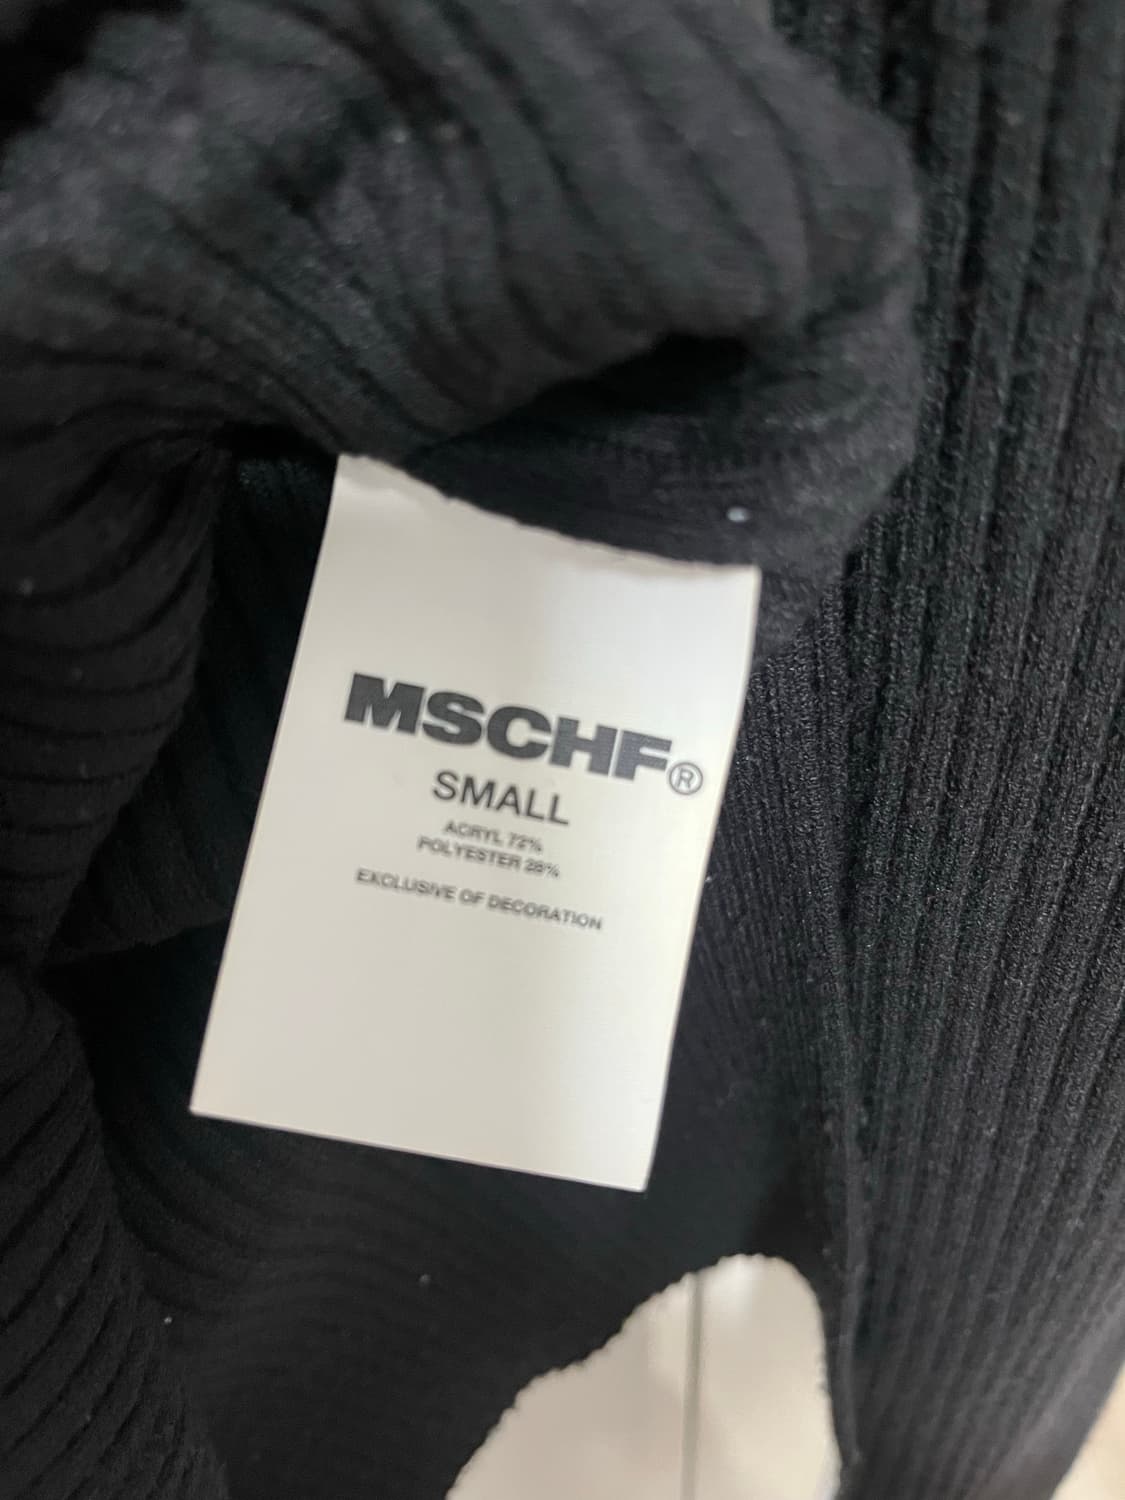 MSCHF®
SMALL
ACRYL 72%
POLYESTER 28%
EXCLUSIVE OF DECORATION